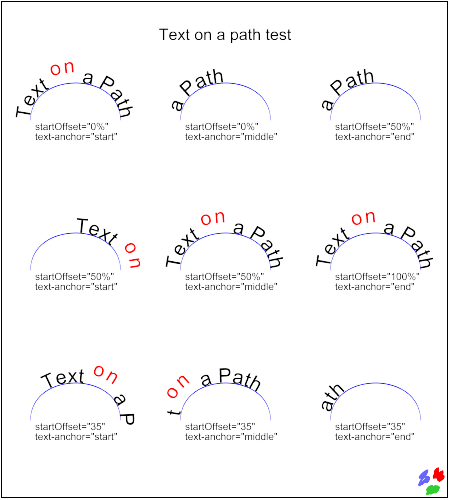 Text on a path test
Text on a Path
startOffset="0%"
text-anchor="start"
a Path
startOffset="0%"
text-anchor="middle"
a Path
startOffset="50%"
text-anchor="end"
Text on
startOffset="50%"
text-anchor="start"
Text on a Path
startOffset="50%"
text-anchor="middle"
Text on a Path
startOffset="100%"
text-anchor="end"
Text on a P
startOffset="35"
text-anchor="start"
t on a Path
startOffset="35"
text-anchor="middle"
ath
startOffset="35"
text-anchor="end"